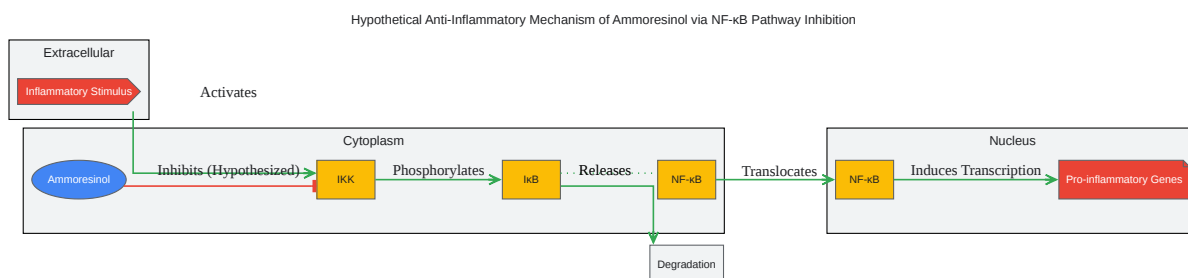 Hypothetical Anti-Inflammatory Mechanism of Ammoresinol via NF-κB Pathway Inhibition
Extracellular
Inflammatory Stimulus
Activates
Cytoplasm
Nucleus
Ammoresinol
Inhibits (Hypothesized)
IKK
Phosphorylates
IκB
Releases
NF-κB
Translocates
NF-κB
Induces Transcription
Pro-inflammatory Genes
Degradation